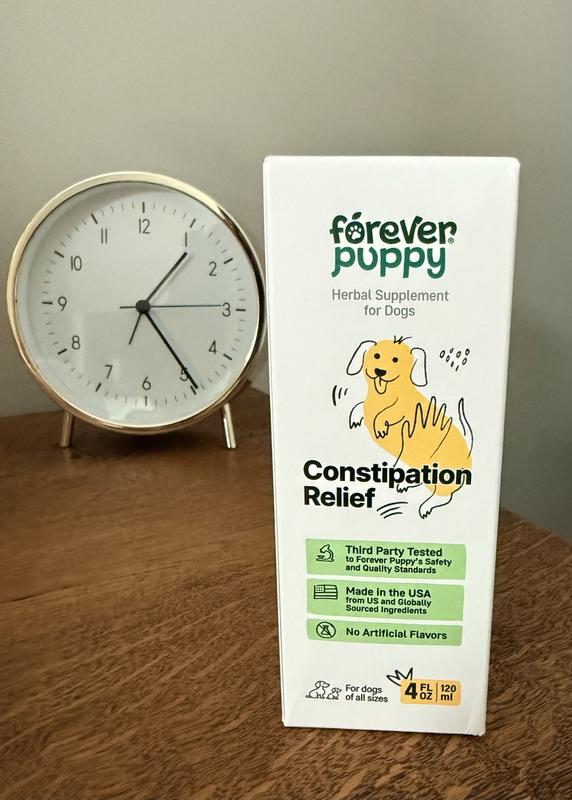 12
11
1
10
2
9
3
8
4
7
5
6
forever
puppy®
Herbal Supplement
for Dogs
Constipation
Relief
Third Party Tested
to Forever Puppy's Safety
and Quality Standards
Made in the USA
from US and Globally
Sourced Ingredients
No Artificial Flavors
For dogs
of all sizes
4 FL OZ | 120 ml